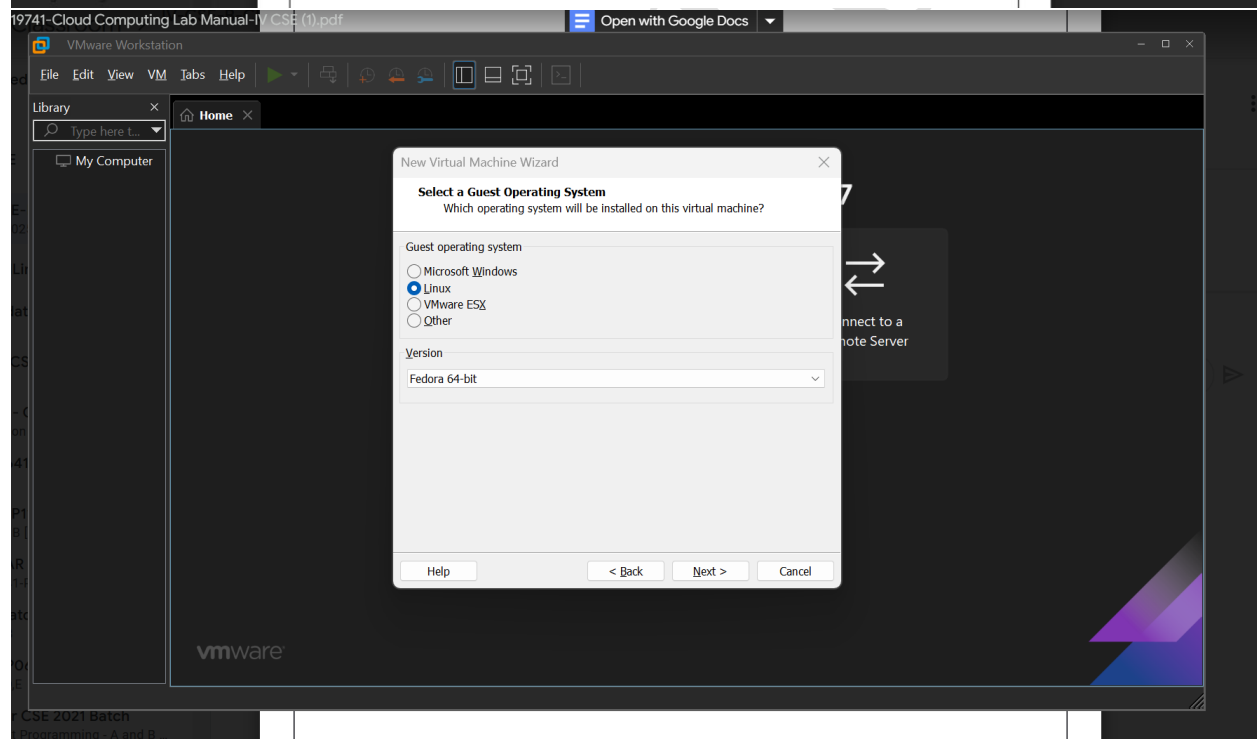 19741-Cloud Computing Lab Manual-IV CSE (1).pdf
Open with Google Docs
VMware Workstation
File Edit View VM Tabs Help
Library
Home
Type here t...
My Computer
New Virtual Machine Wizard
Select a Guest Operating System
Which operating system will be installed on this virtual machine?
7
Guest operating system
Microsoft Windows
Linux
VMware ESX
Other
nnect to a
note Server
Version
Fedora 64-bit
Help
< Back
Next >
Cancel
vmware
r CSE 2021 Batch
Programming - A and B